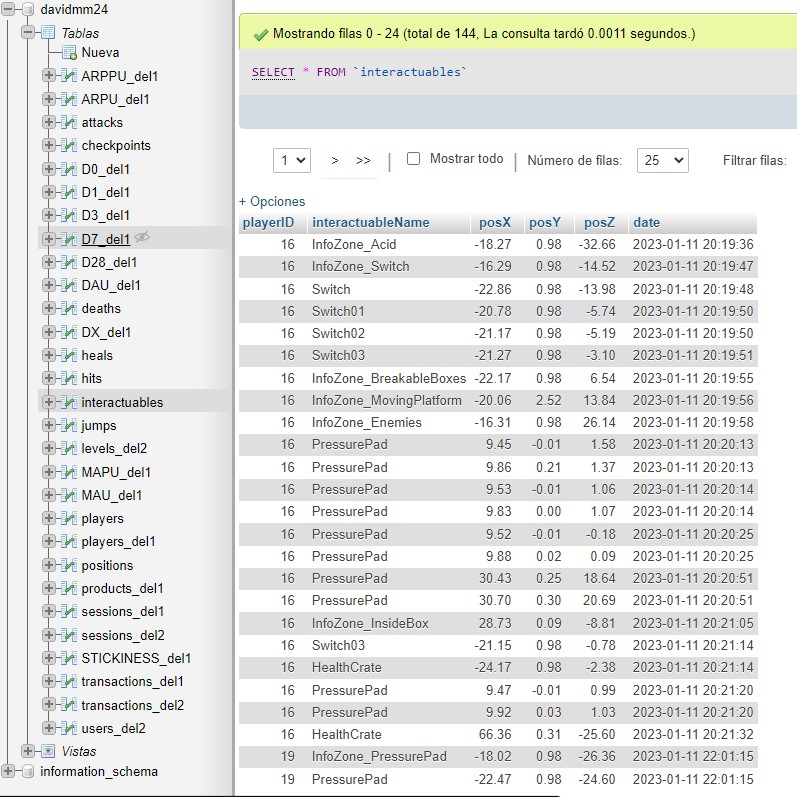 davidmm24
Tablas
Nueva
ARPPU_del1
ARPU_del1
attacks
checkpoints
D0_del1
D1_del1
D3_del1
D7_del1
D28_del1
DAU_del1
deaths
DX_del1
heals
hits
interactuables
jumps
levels_del2
MAPU_del1
MAU_del1
players
players_del1
positions
products_del1
sessions_del1
sessions_del2
STICKINESS_del1
transactions_del1
transactions_del2
users_del2
Vistas
information_schema
Mostrando filas 0 - 24 (total de 144, La consulta tardó 0.0011 segundos.)
SELECT * FROM `interactuables`
1 > >> | Mostrar todo | Número de filas: 25 Filtrar filas:
+ Opciones
playerID interactuableName posX posY posZ date
16 InfoZone_Acid -18.27 0.98 -32.66 2023-01-11 20:19:36
16 InfoZone_Switch -16.29 0.98 -14.52 2023-01-11 20:19:47
16 Switch -22.86 0.98 -13.98 2023-01-11 20:19:48
16 Switch01 -20.78 0.98 -5.74 2023-01-11 20:19:50
16 Switch02 -21.17 0.98 -5.19 2023-01-11 20:19:50
16 Switch03 -21.27 0.98 -3.10 2023-01-11 20:19:51
16 InfoZone_BreakableBoxes -22.17 0.98 6.54 2023-01-11 20:19:55
16 InfoZone_MovingPlatform -20.06 2.52 13.84 2023-01-11 20:19:56
16 InfoZone_Enemies -16.31 0.98 26.14 2023-01-11 20:19:58
16 PressurePad 9.45 -0.01 1.58 2023-01-11 20:20:13
16 PressurePad 9.86 0.21 1.37 2023-01-11 20:20:13
16 PressurePad 9.53 -0.01 1.06 2023-01-11 20:20:14
16 PressurePad 9.83 0.00 1.07 2023-01-11 20:20:14
16 PressurePad 9.52 -0.01 -0.18 2023-01-11 20:20:25
16 PressurePad 9.88 0.02 0.09 2023-01-11 20:20:25
16 PressurePad 30.43 0.25 18.64 2023-01-11 20:20:51
16 PressurePad 30.70 0.30 20.69 2023-01-11 20:20:51
16 InfoZone_InsideBox 28.73 0.09 -8.81 2023-01-11 20:21:05
16 Switch03 -21.15 0.98 -0.78 2023-01-11 20:21:14
16 HealthCrate -24.17 0.98 -2.38 2023-01-11 20:21:14
16 PressurePad 9.47 -0.01 0.99 2023-01-11 20:21:20
16 PressurePad 9.92 0.03 1.03 2023-01-11 20:21:20
16 HealthCrate 66.36 0.31 -25.60 2023-01-11 20:21:32
19 InfoZone_PressurePad -18.02 0.98 -26.36 2023-01-11 22:01:15
19 PressurePad -22.47 0.98 -24.60 2023-01-11 22:01:15